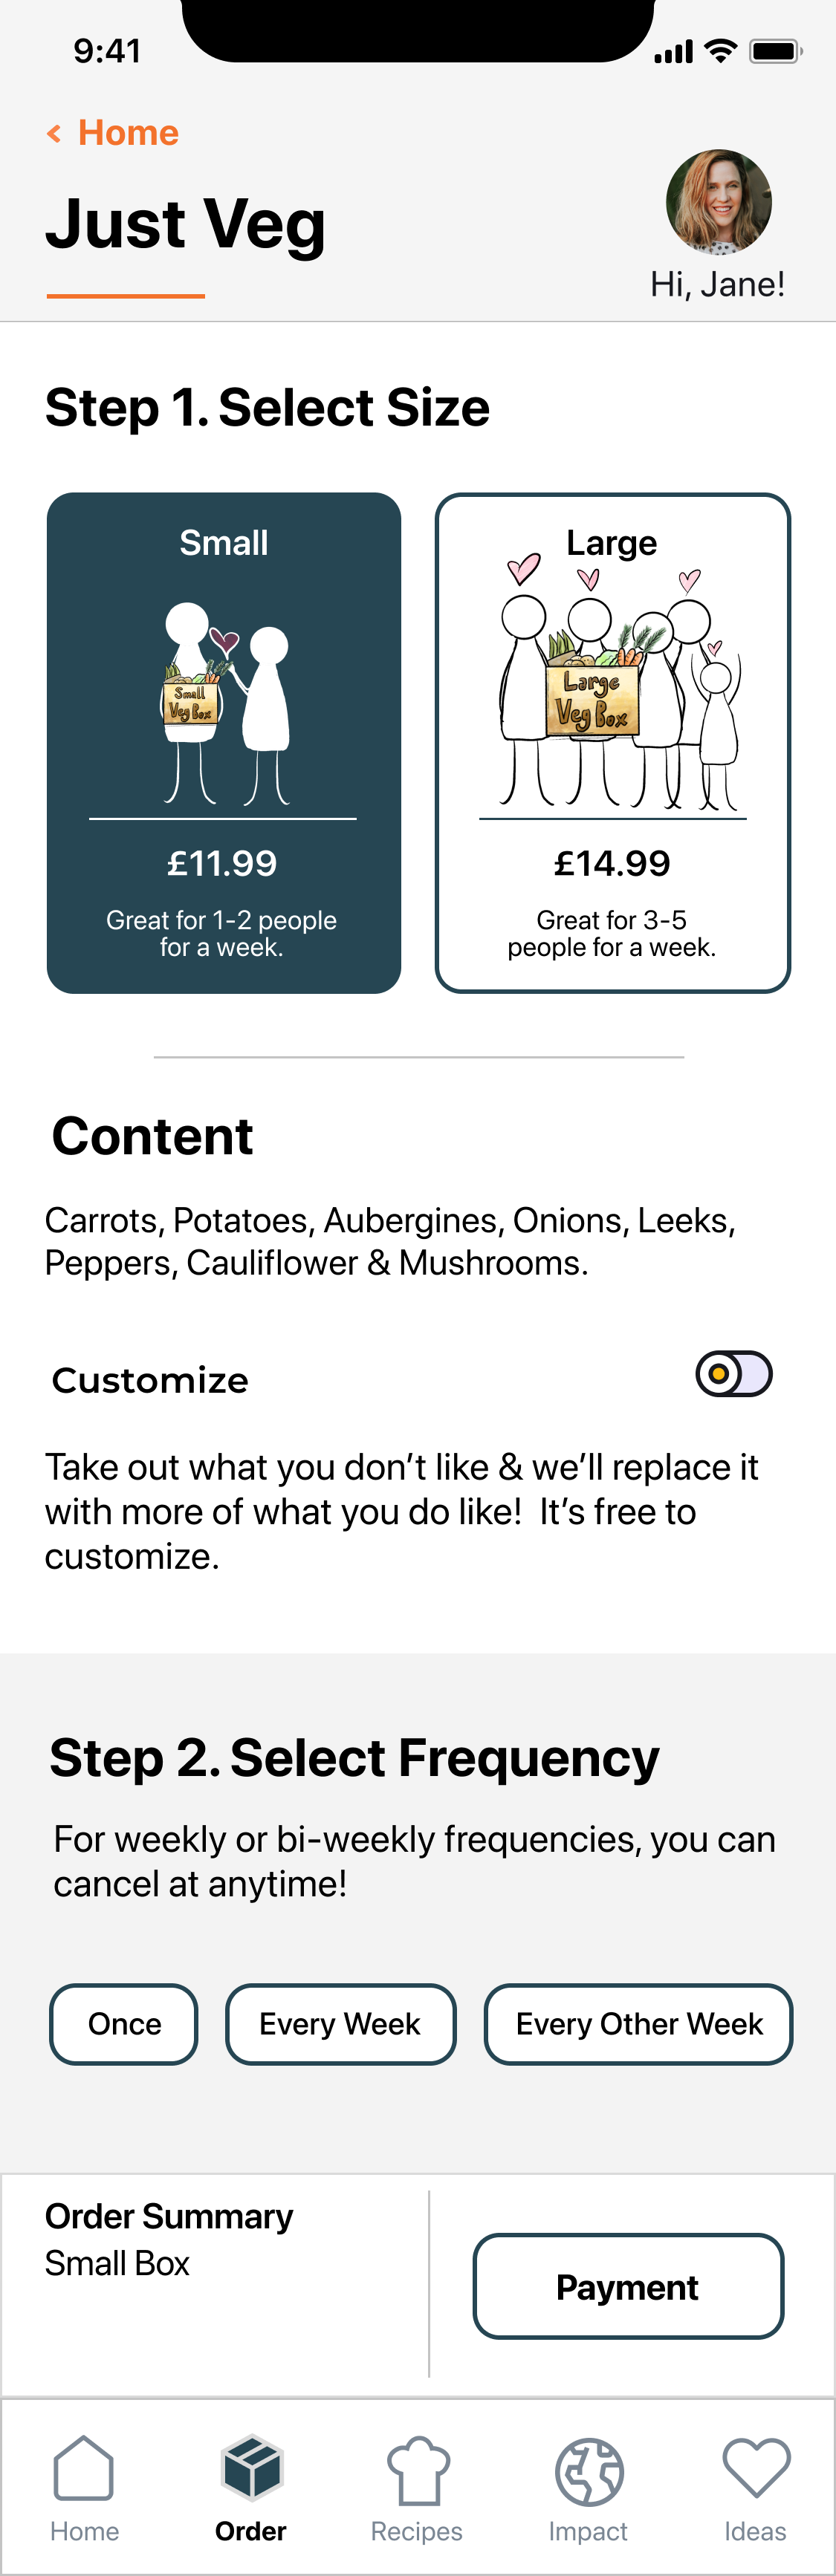 9:41
< Home
Just Veg
Hi, Jane!
Step 1. Select Size
Small
Small
Veg Box
£11.99
Great for 1-2 people
for a week.
Large
Large
Veg Box
£14.99
Great for 3-5
people for a week.
Content
Carrots, Potatoes, Aubergines, Onions, Leeks,
Peppers, Cauliflower & Mushrooms.
Customize
Take out what you don’t like & we’ll replace it
with more of what you do like!  It’s free to
customize.
Step 2. Select Frequency
For weekly or bi-weekly frequencies, you can
cancel at anytime!
Once
Every Week
Every Other Week
Order Summary
Small Box
Payment
Home
Order
Recipes
Impact
Ideas